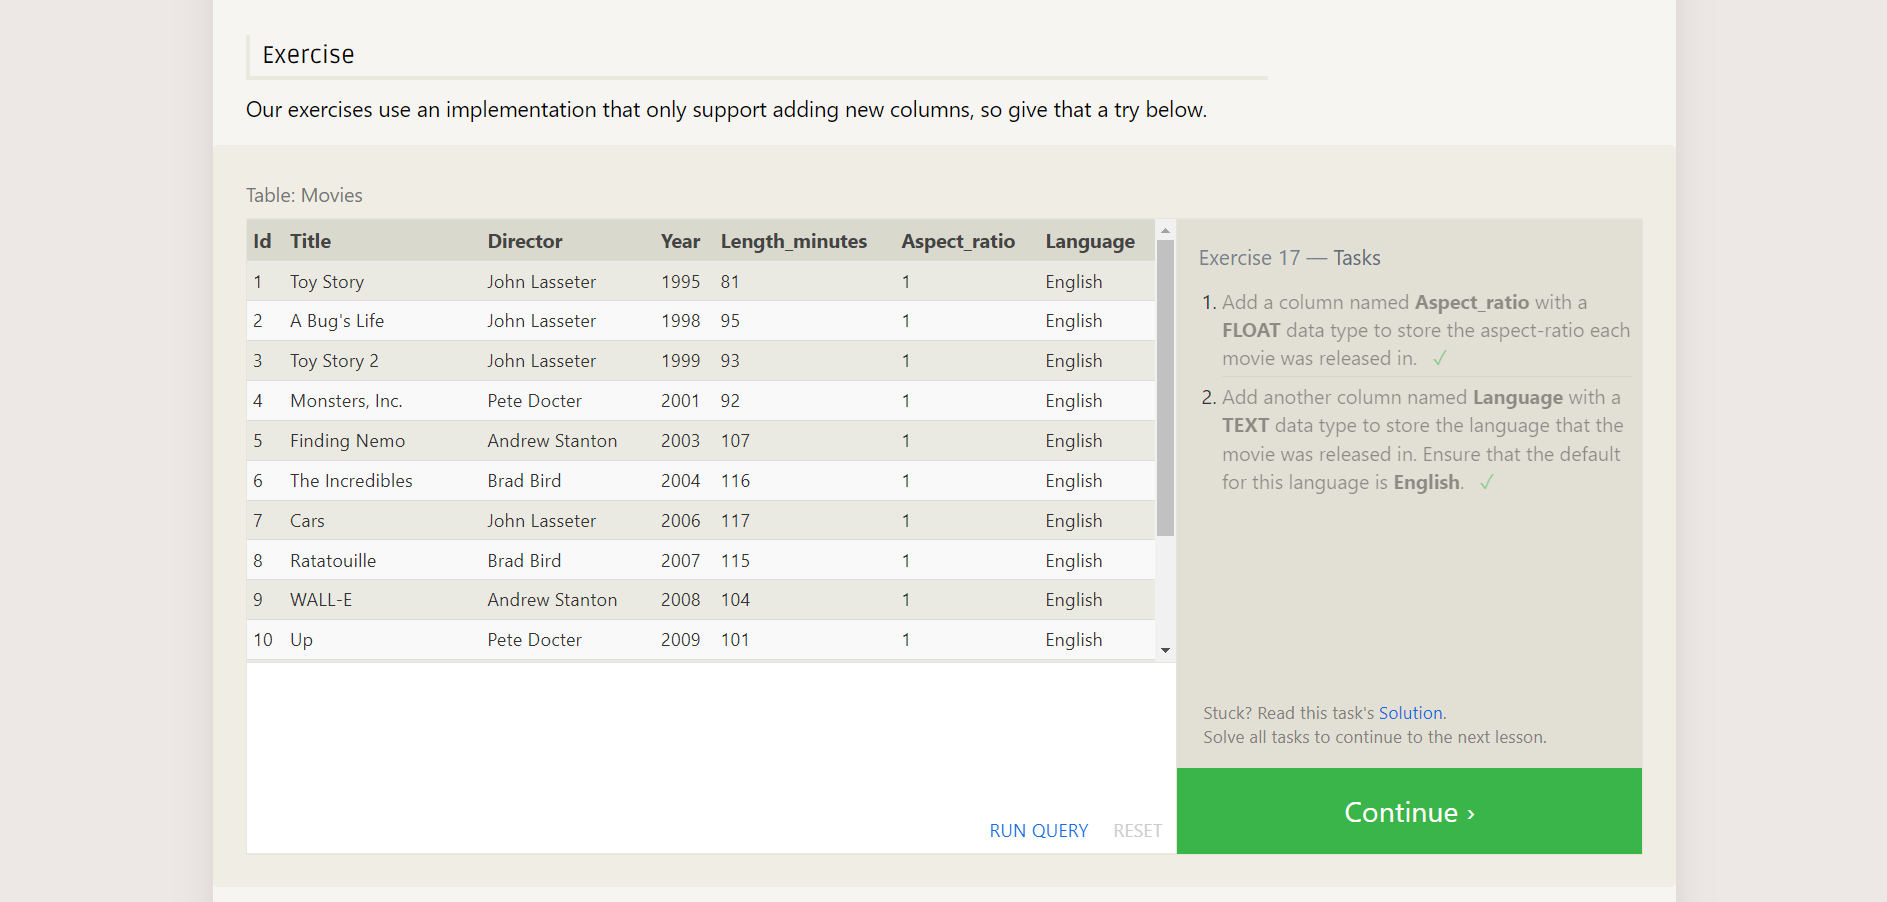 Exercise
Our exercises use an implementation that only support adding new columns, so give that a try below.
Table: Movies
Id Title Director Year Length_minutes Aspect_ratio Language
1 Toy Story John Lasseter 1995 81 1 English
2 A Bug's Life John Lasseter 1998 95 1 English
3 Toy Story 2 John Lasseter 1999 93 1 English
4 Monsters, Inc. Pete Docter 2001 92 1 English
5 Finding Nemo Andrew Stanton 2003 107 1 English
6 The Incredibles Brad Bird 2004 116 1 English
7 Cars John Lasseter 2006 117 1 English
8 Ratatouille Brad Bird 2007 115 1 English
9 WALL-E Andrew Stanton 2008 104 1 English
10 Up Pete Docter 2009 101 1 English
RUN QUERY RESET
Exercise 17 — Tasks
1. Add a column named Aspect_ratio with a
FLOAT data type to store the aspect-ratio each
movie was released in. ✓
2. Add another column named Language with a
TEXT data type to store the language that the
movie was released in. Ensure that the default
for this language is English. ✓
Stuck? Read this task's Solution.
Solve all tasks to continue to the next lesson.
Continue ›